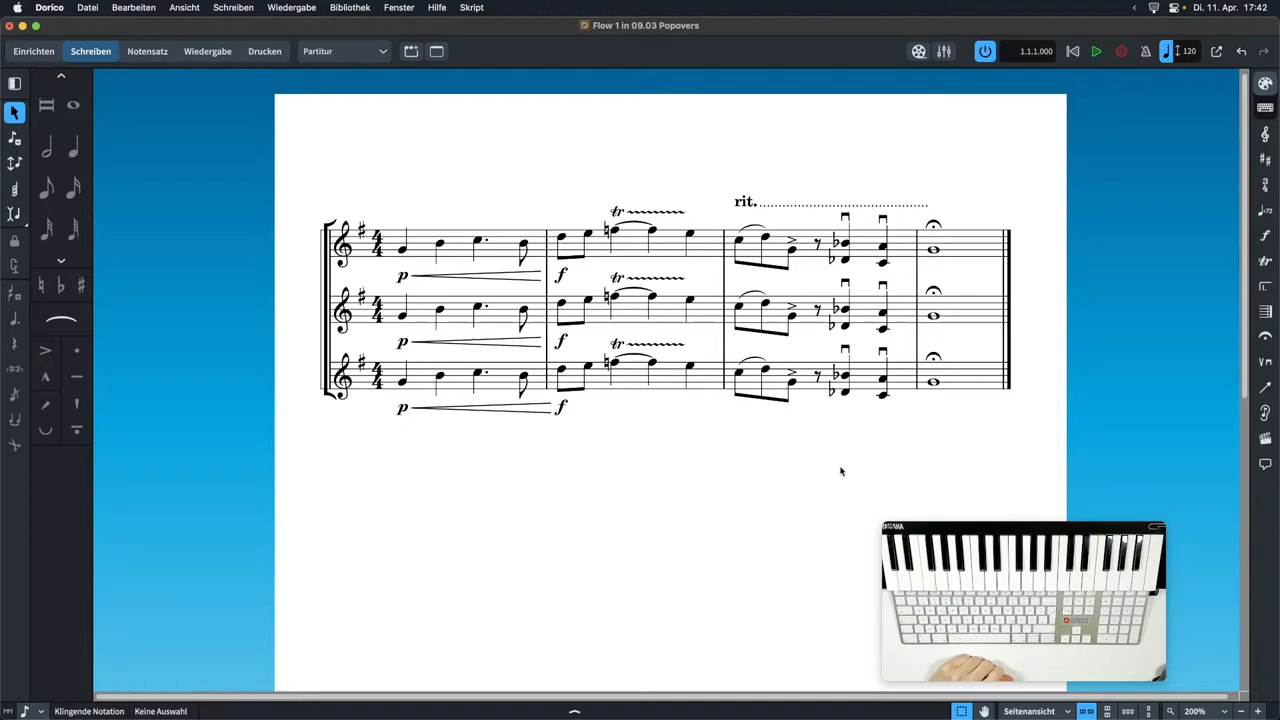 Dorico Datei Bearbeiten Ansicht Schreiben Wiedergabe Bibliothek Fenster Hilfe Skript Di. 11. Apr. 17:42
Flow 1 in 09.03 Popovers
Einrichten Schreiben Notensatz Wiedergabe Drucken Partitur 1.1.1.000 120
rit.
tr
p f
tr
p f
tr
p f
YAMAHA
DORICO
Klingende Notation Keine Auswahl Seitenansicht 200%